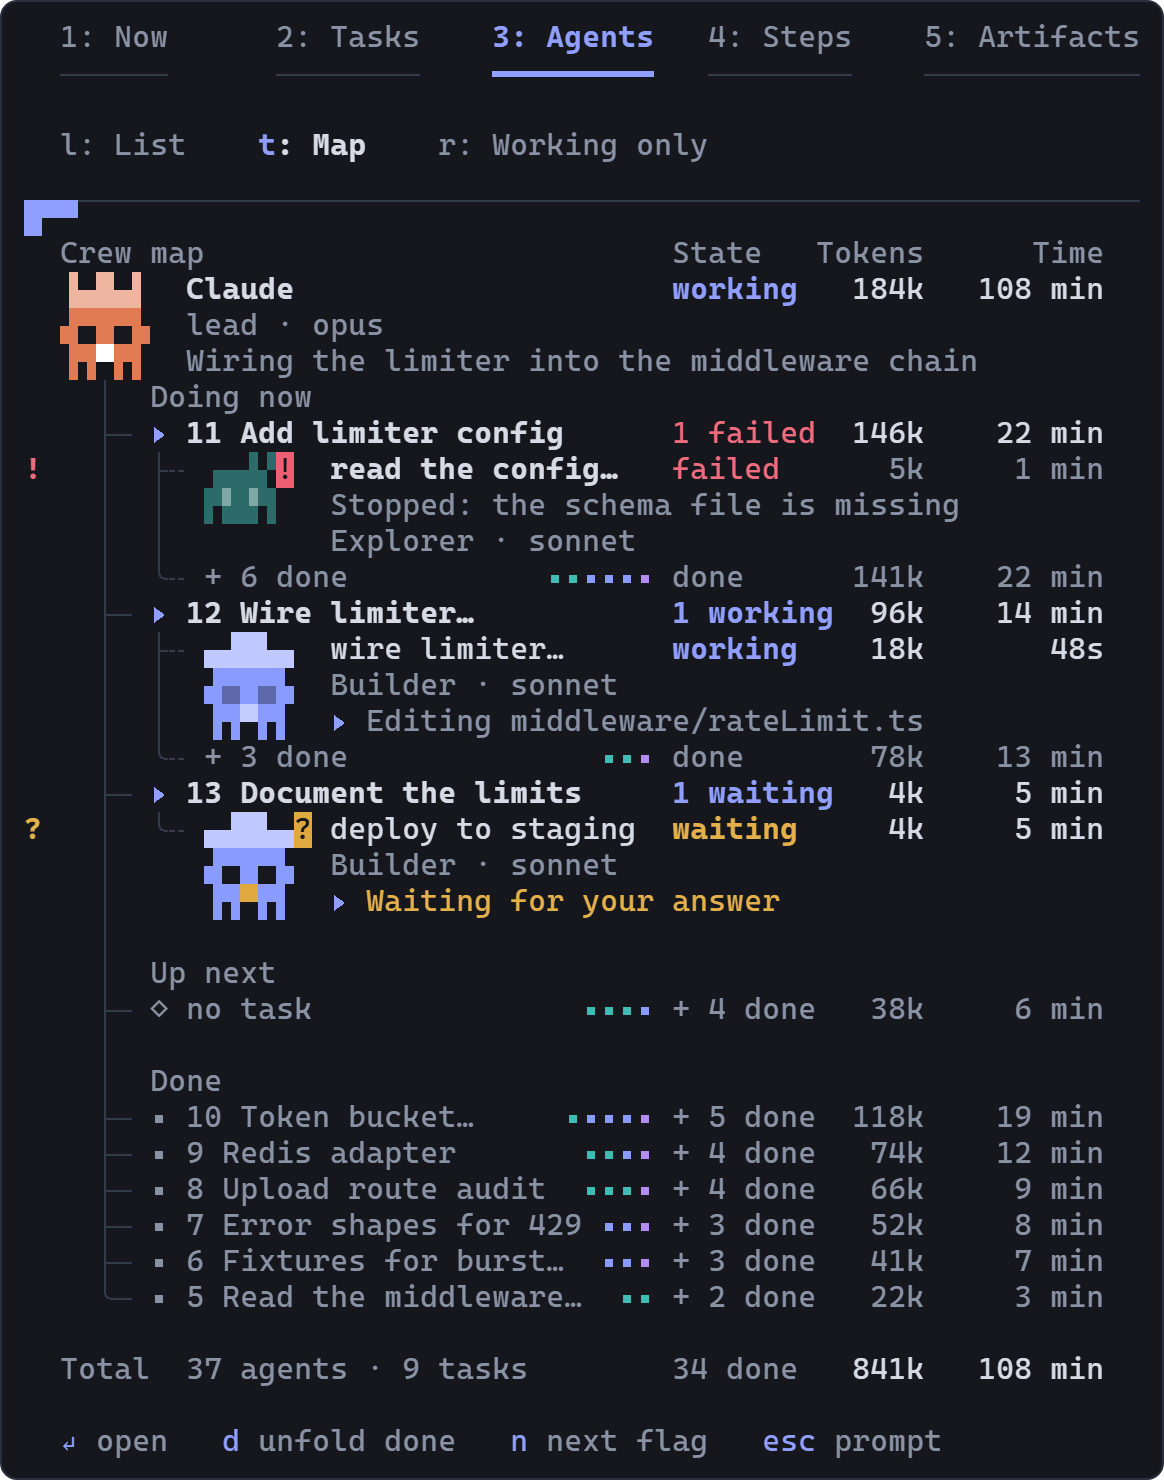 1: Now 2: Tasks 3: Agents 4: Steps 5: Artifacts
l: List t: Map r: Working only
Crew map State Tokens Time
Claude working 184k 108 min
lead · opus
Wiring the limiter into the middleware chain
Doing now
11 Add limiter config 1 failed 146k 22 min
! ! read the config… failed 5k 1 min
Stopped: the schema file is missing
Explorer · sonnet
+ 6 done done 141k 22 min
12 Wire limiter… 1 working 96k 14 min
wire limiter… working 18k 48s
Builder · sonnet
Editing middleware/rateLimit.ts
+ 3 done done 78k 13 min
13 Document the limits 1 waiting 4k 5 min
? ? deploy to staging waiting 4k 5 min
Builder · sonnet
Waiting for your answer
Up next
no task + 4 done 38k 6 min
Done
10 Token bucket… + 5 done 118k 19 min
9 Redis adapter + 4 done 74k 12 min
8 Upload route audit + 4 done 66k 9 min
7 Error shapes for 429 + 3 done 52k 8 min
6 Fixtures for burst… + 3 done 41k 7 min
5 Read the middleware… + 2 done 22k 3 min
Total 37 agents · 9 tasks 34 done 841k 108 min
↲ open d unfold done n next flag esc prompt